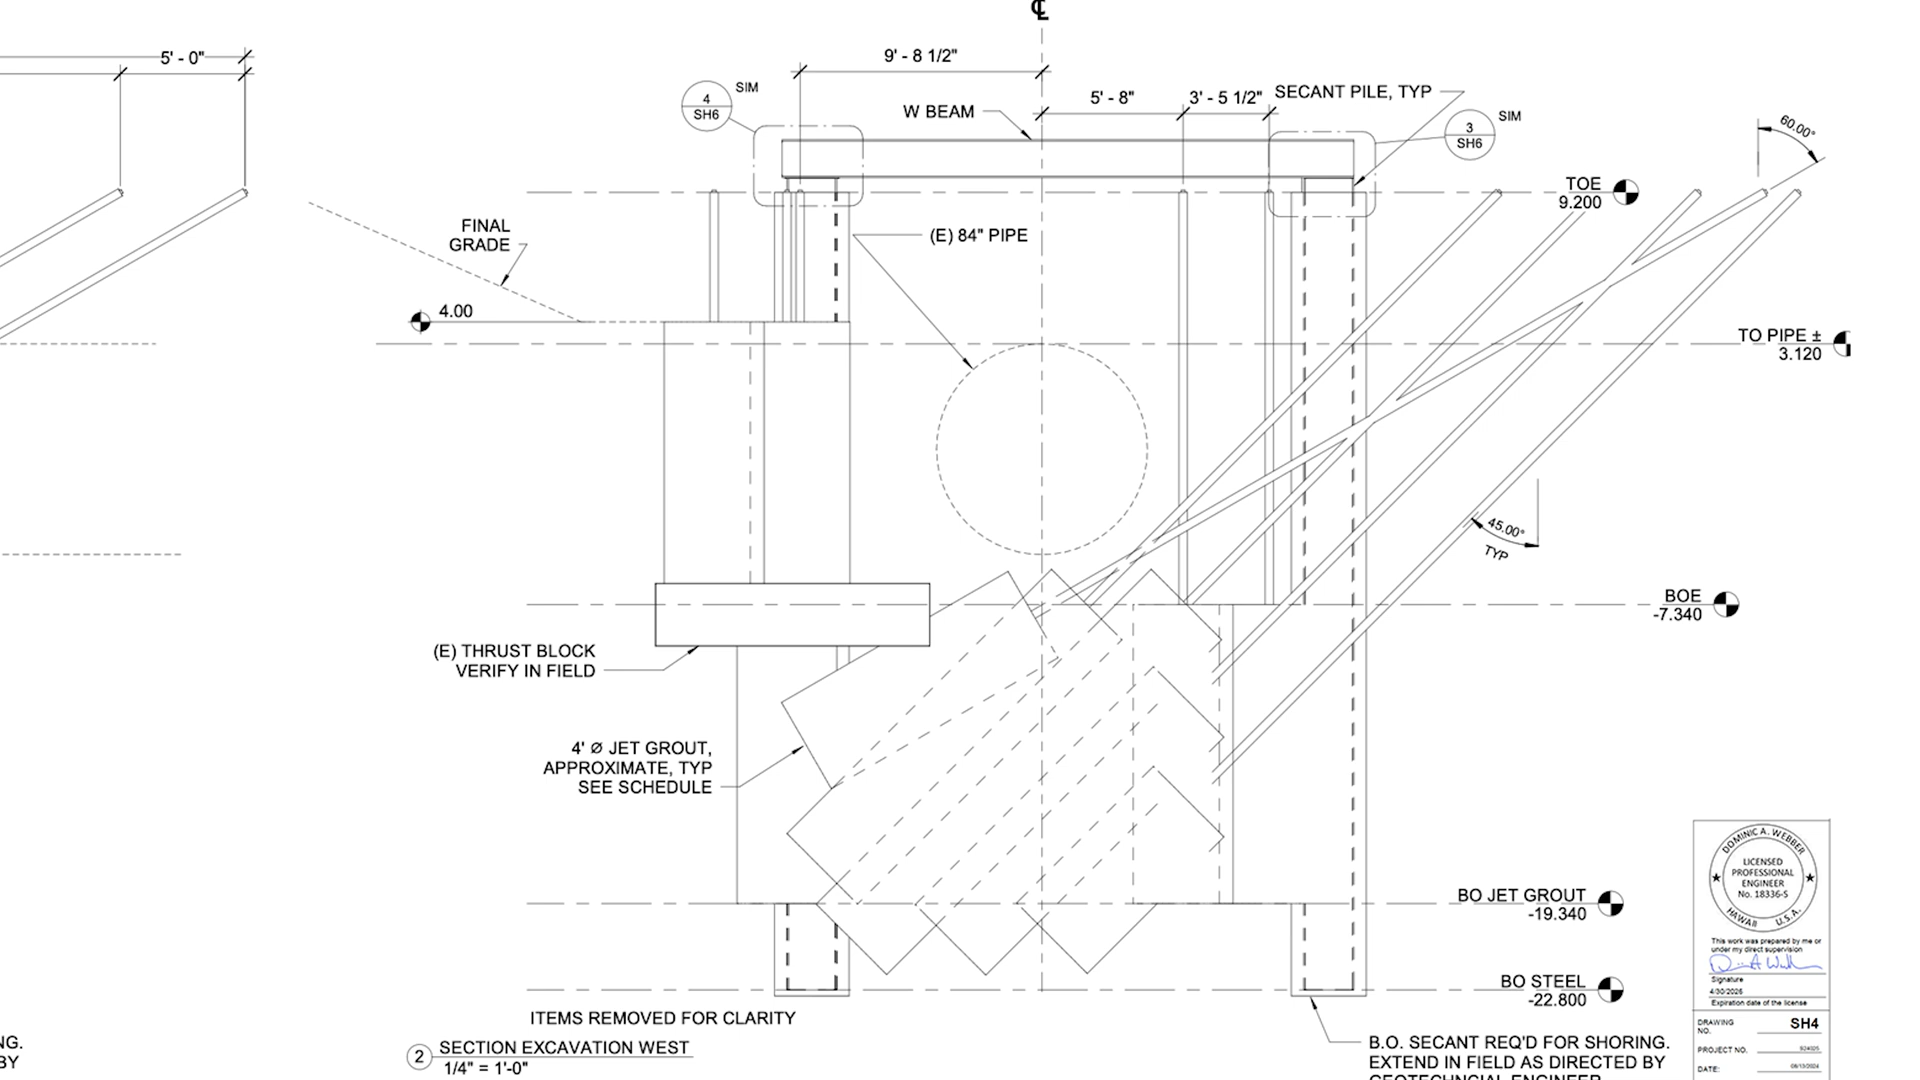 ℄
5' - 0"
9' - 8 1/2"
4
SH6
SIM
W BEAM
5' - 8"
3' - 5 1/2"
SECANT PILE, TYP
3
SH6
SIM
60.00°
TOE
9.200
FINAL
GRADE
(E) 84" PIPE
4.00
TO PIPE ±
3.120
45.00°
TYP
BOE
-7.340
(E) THRUST BLOCK
VERIFY IN FIELD
4' Ø JET GROUT,
APPROXIMATE, TYP
SEE SCHEDULE
BO JET GROUT
-19.340
BO STEEL
-22.800
ITEMS REMOVED FOR CLARITY
2
SECTION EXCAVATION WEST
1/4" = 1'-0"
B.O. SECANT REQ'D FOR SHORING.
EXTEND IN FIELD AS DIRECTED BY
GEOTECHNCIAL ENGINEER
NG.
BY
DOMINIC A. WEBBER
LICENSED
PROFESSIONAL
ENGINEER
No. 18336-S
HAWAII U.S.A.
This work was prepared by me or
under my direct supervision
Signature
4/30/2026
Expiration date of the license
DRAWING
NO.
SH4
PROJECT NO.
DATE:
08/13/2024